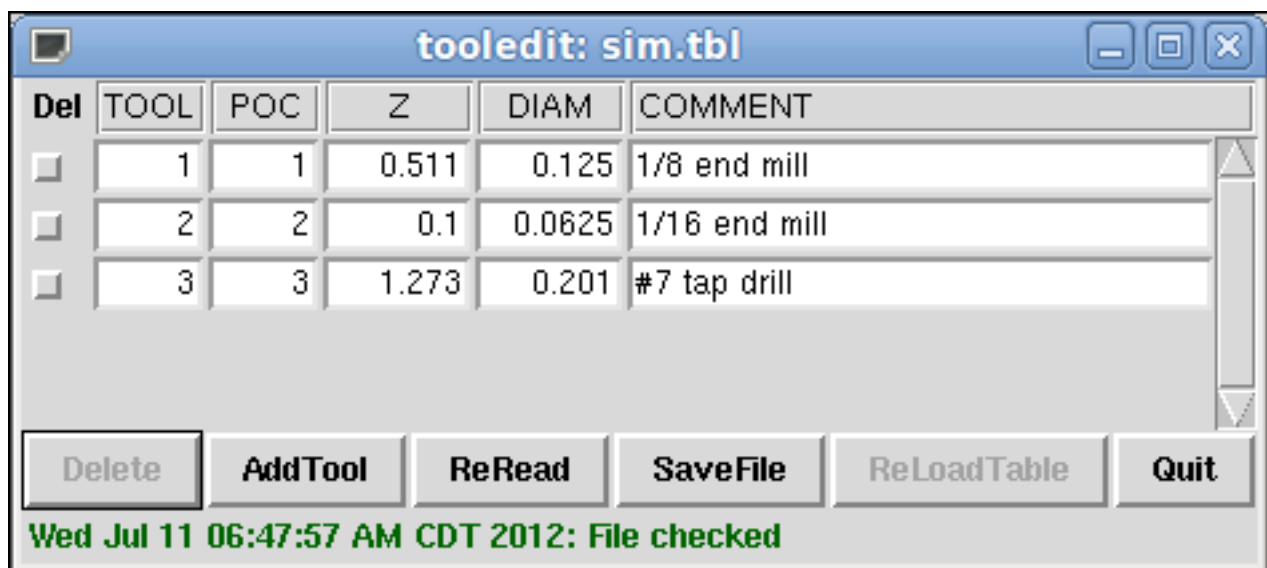 tooledit: sim.tbl
Del TOOL POC Z DIAM COMMENT
1 1 0.511 0.125 1/8 end mill
2 2 0.1 0.0625 1/16 end mill
3 3 1.273 0.201 #7 tap drill
Delete AddTool ReRead SaveFile ReLoadTable Quit
Wed Jul 11 06:47:57 AM CDT 2012: File checked